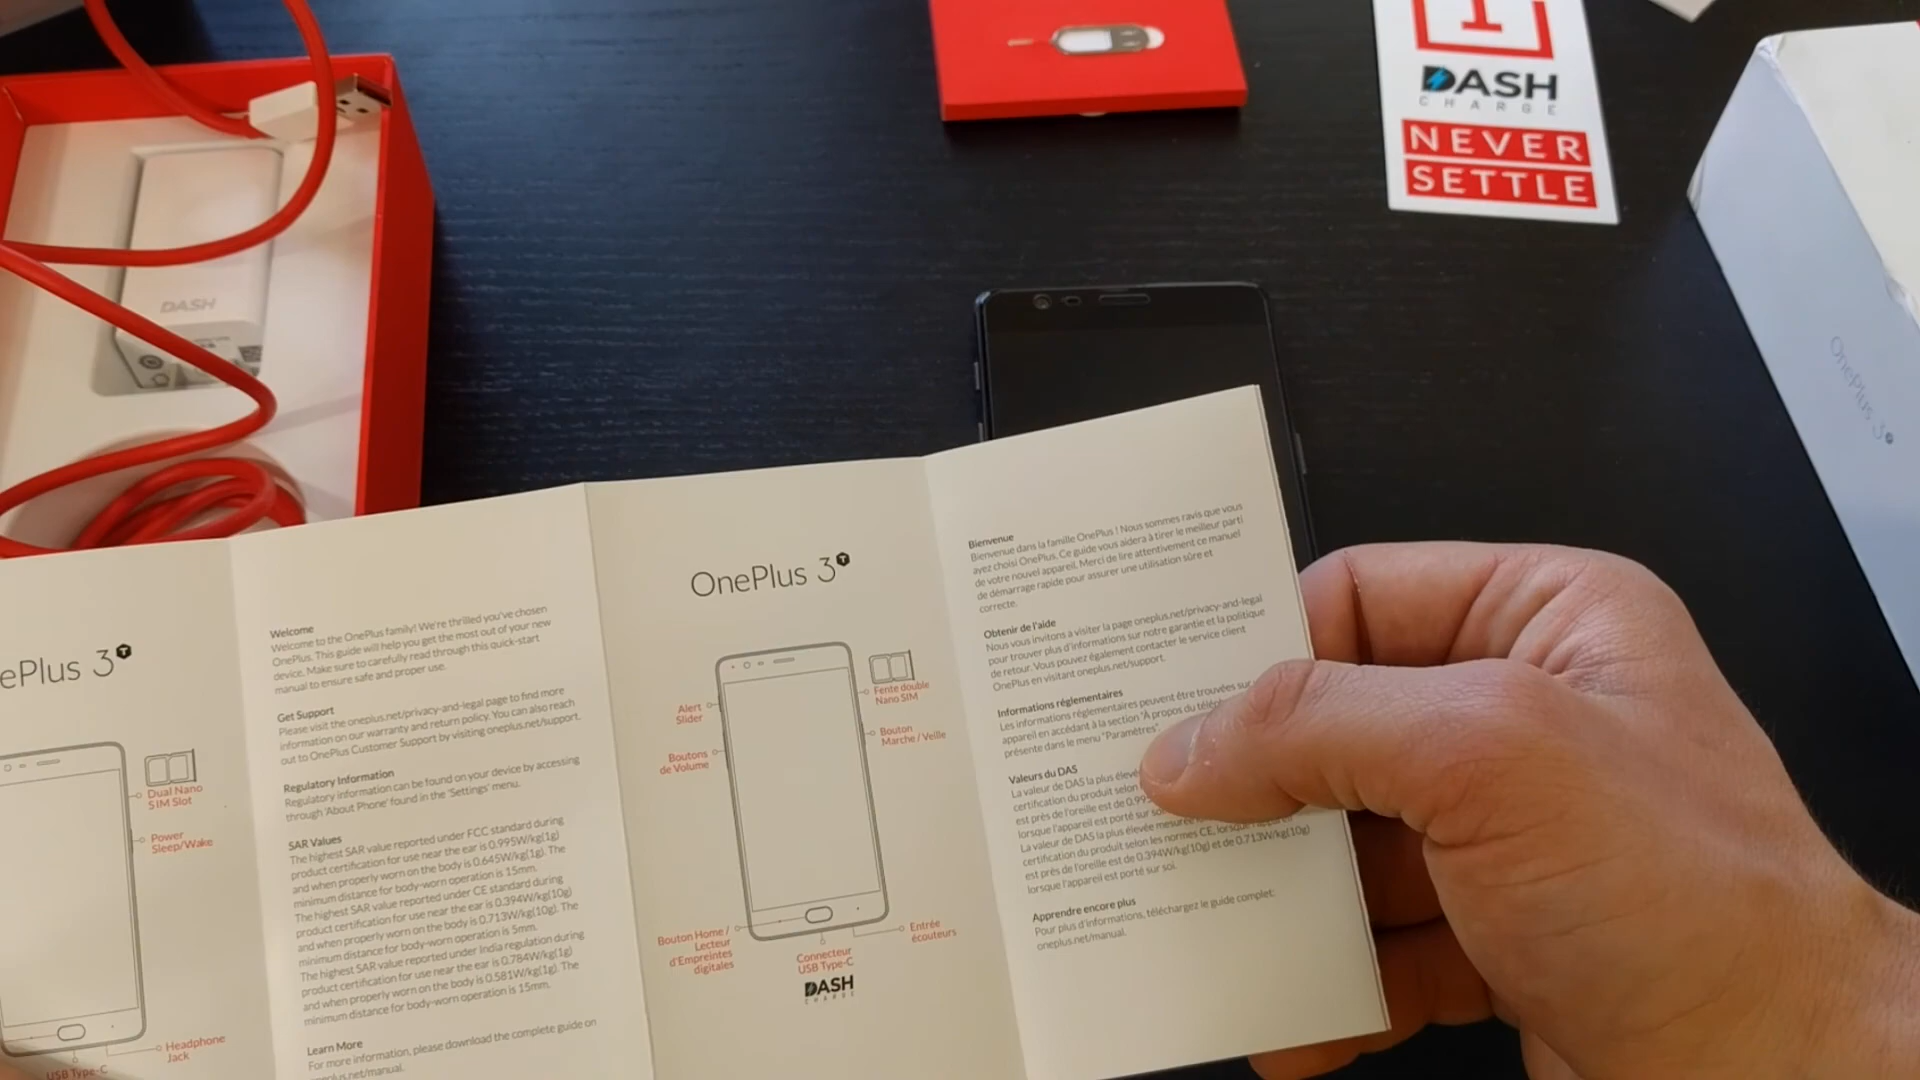 DASH
CHARGE
NEVER
SETTLE
DASH
OnePlus 3T
ePlus 3T
Dual Nano
SIM Slot
Power
Sleep/Wake
Headphone
Jack
USB Type-C
Welcome
Welcome to the OnePlus family! We're thrilled you've chosen
OnePlus. This guide will help you get the most out of your new
device. Make sure to carefully read through this quick-start
manual to ensure safe and proper use.
Get Support
Please visit the oneplus.net/privacy-and-legal page to find more
information on our warranty and return policy. You can also reach
out to OnePlus Customer Support by visiting oneplus.net/support.
Regulatory Information
Regulatory information can be found on your device by accessing
through 'About Phone' found in the 'Settings' menu.
SAR Values
The highest SAR value reported under FCC standard during
product certification for use near the ear is 0.995W/kg(1g)
and when properly worn on the body is 0.645W/kg(1g). The
minimum distance for body-worn operation is 15mm.
The highest SAR value reported under CE standard during
product certification for use near the ear is 0.394W/kg(10g)
and when properly worn on the body is 0.713W/kg(10g). The
minimum distance for body-worn operation is 5mm.
The highest SAR value reported under India regulation during
product certification for use near the ear is 0.784W/kg(1g)
and when properly worn on the body is 0.581W/kg(1g). The
minimum distance for body-worn operation is 15mm.
Learn More
For more information, please download the complete guide on
oneplus.net/manual.
OnePlus 3T
Alert
Slider
Boutons
de Volume
Fente double
Nano SIM
Bouton
Marche / Veille
Bouton Home /
Lecteur
d'Empreintes
digitales
Connecteur
USB Type-C
DASH
CHARGE
Entrée
écouteurs
Bienvenue
Bienvenue dans la famille OnePlus ! Nous sommes ravis que vous
ayez choisi OnePlus. Ce guide vous aidera à tirer le meilleur parti
de votre nouvel appareil. Merci de lire attentivement ce manuel
de démarrage rapide pour assurer une utilisation sûre et
correcte.
Obtenir de l'aide
Nous vous invitons a visiter la page oneplus.net/privacy-and-legal
pour trouver plus d'informations sur notre garantie et la politique
de retour. Vous pouvez également contacter le service client
OnePlus en visitant oneplus.net/support.
Informations réglementaires
Les informations réglementaires peuvent être trouvées sur
appareil en accédant à la section "À propos du télép
présente dans le menu "Paramètres".
Valeurs du DAS
La valeur de DAS la plus élevé
certification du produit selon
est près de l'oreille est de 0.995
lorsque l'appareil est porté sur so
La valeur de DAS la plus élevée mesurée
certification du produit selon les normes CE, lorsque l'appareil
est près de l'oreille est de 0.394W/kg(10g) et de 0.713W/kg(10g)
lorsque l'appareil est porté sur soi.
Apprendre encore plus
Pour plus d'informations, téléchargez le guide complet:
oneplus.net/manual.